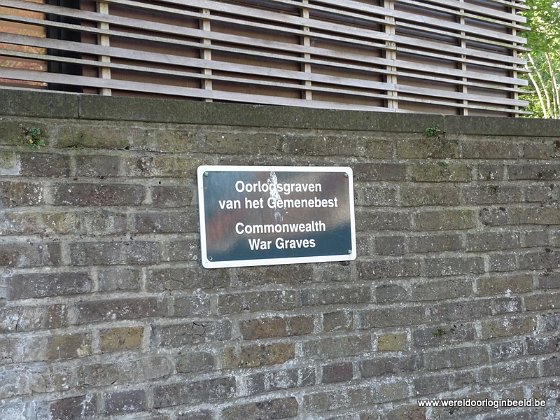 Oorlogsgraven
van het Gemenebest
Commonwealth
War Graves
www.wereldoorloginbeeld.be